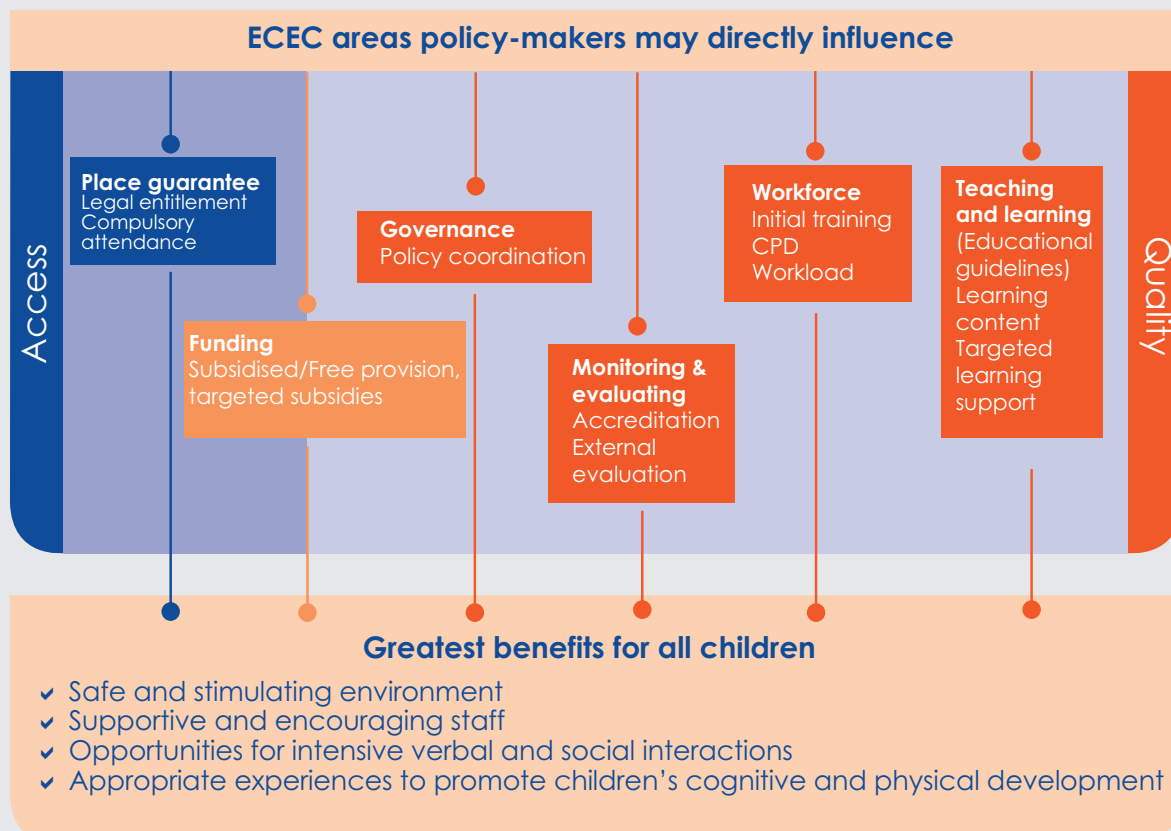 ECEC areas policy-makers may directly influence
Access
Place guarantee
Legal entitlement
Compulsory
attendance
Funding
Subsidised/Free provision,
targeted subsidies
Governance
Policy coordination
Monitoring &
evaluating
Accreditation
External
evaluation
Workforce
Initial training
CPD
Workload
Teaching
and learning
(Educational
guidelines)
Learning
content
Targeted
learning
support
Quality
Greatest benefits for all children
Safe and stimulating environment
Supportive and encouraging staff
Opportunities for intensive verbal and social interactions
Appropriate experiences to promote children’s cognitive and physical development